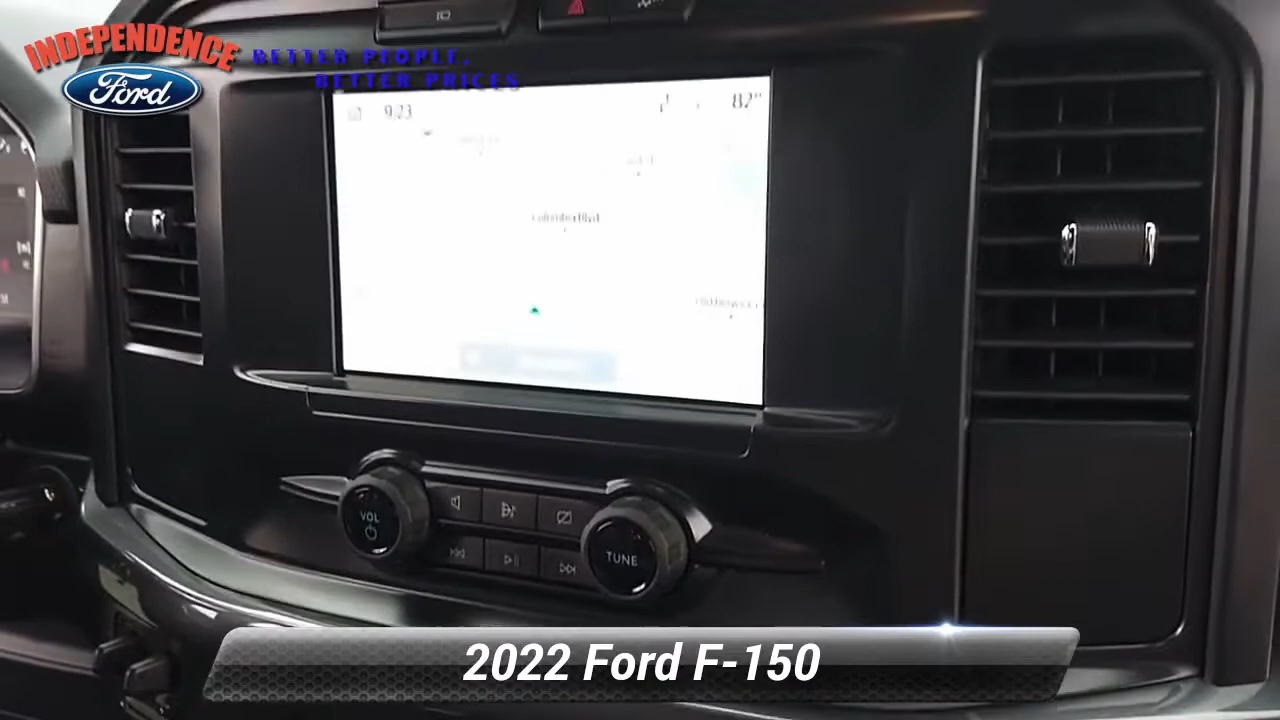 INDEPENDENCE
Ford
BETTER PEOPLE.
BETTER PRICES
9:23
82°
VOL
TUNE
2022 Ford F-150